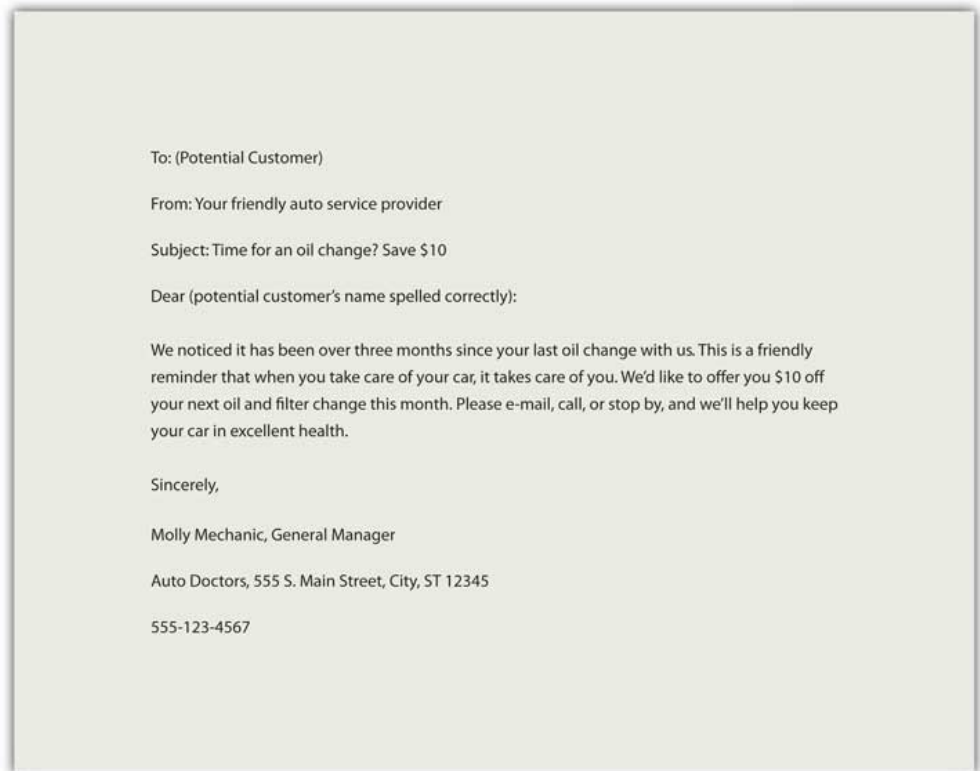 To: (Potential Customer)
From: Your friendly auto service provider
Subject: Time for an oil change? Save $10
Dear (potential customer’s name spelled correctly):
We noticed it has been over three months since your last oil change with us. This is a friendly
reminder that when you take care of your car, it takes care of you. We’d like to offer you $10 off
your next oil and filter change this month. Please e-mail, call, or stop by, and we’ll help you keep
your car in excellent health.
Sincerely,
Molly Mechanic, General Manager
Auto Doctors, 555 S. Main Street, City, ST 12345
555-123-4567